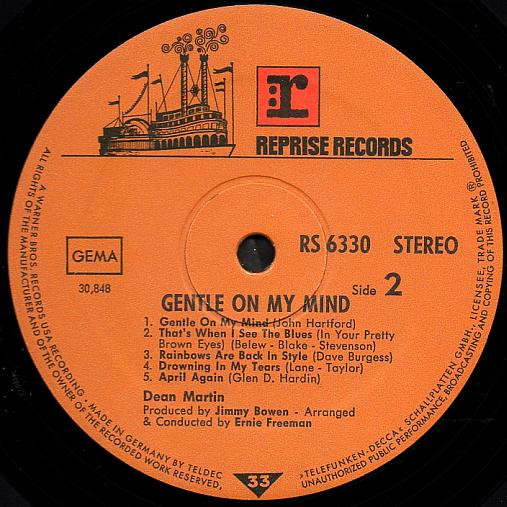 r
REPRISE RECORDS
RS 6330 STEREO
GEMA
30,848
Side 2
GENTLE ON MY MIND
1. Gentle On My Mind (John Hartford)
2. That's When I See The Blues (In Your Pretty
Brown Eyes) (Belew - Blake - Stevenson)
3. Rainbows Are Back In Style (Dave Burgess)
4. Drowning In My Tears (Lane - Taylor)
5. April Again (Glen D. Hardin)
Dean Martin
Produced by Jimmy Bowen - Arranged
& Conducted by Ernie Freeman
33
A WARNER BROS. RECORDS USA RECORDING · MADE IN GERMANY BY TELDEC
»TELEFUNKEN-DECCA« SCHALLPLATTEN GMBH., LICENSEE, TRADE MARK ®
ALL RIGHTS OF THE MANUFACTURER AND OF THE OWNER OF THE RECORDED WORK RESERVED,
UNAUTHORIZED PUBLIC PERFORMANCE, BROADCASTING AND COPYING OF THIS RECORD PROHIBITED